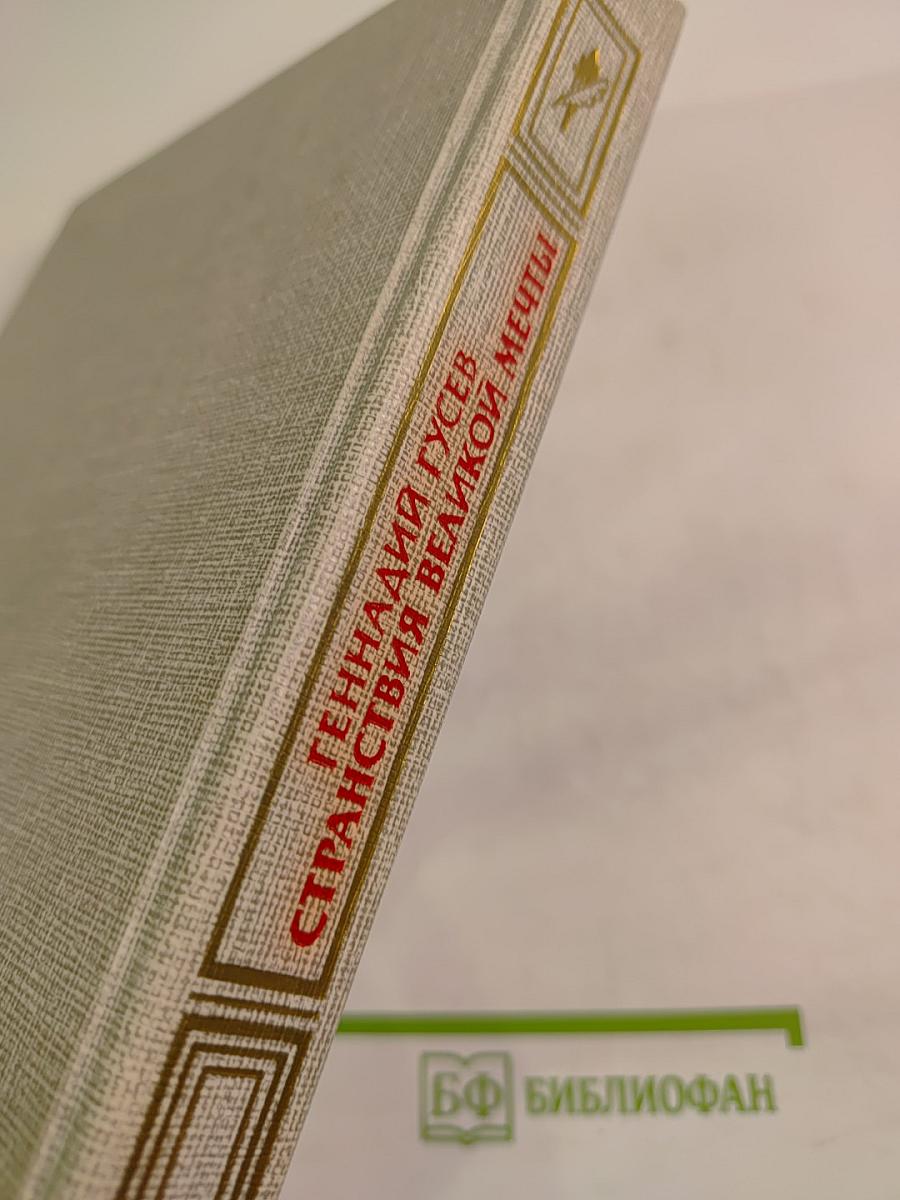 ГЕННАДИЙ ГУСЕВ
СТРАНСТВИЯ ВЕЛИКОЙ МЕЧТЫ
БФ БИБЛИОФАН